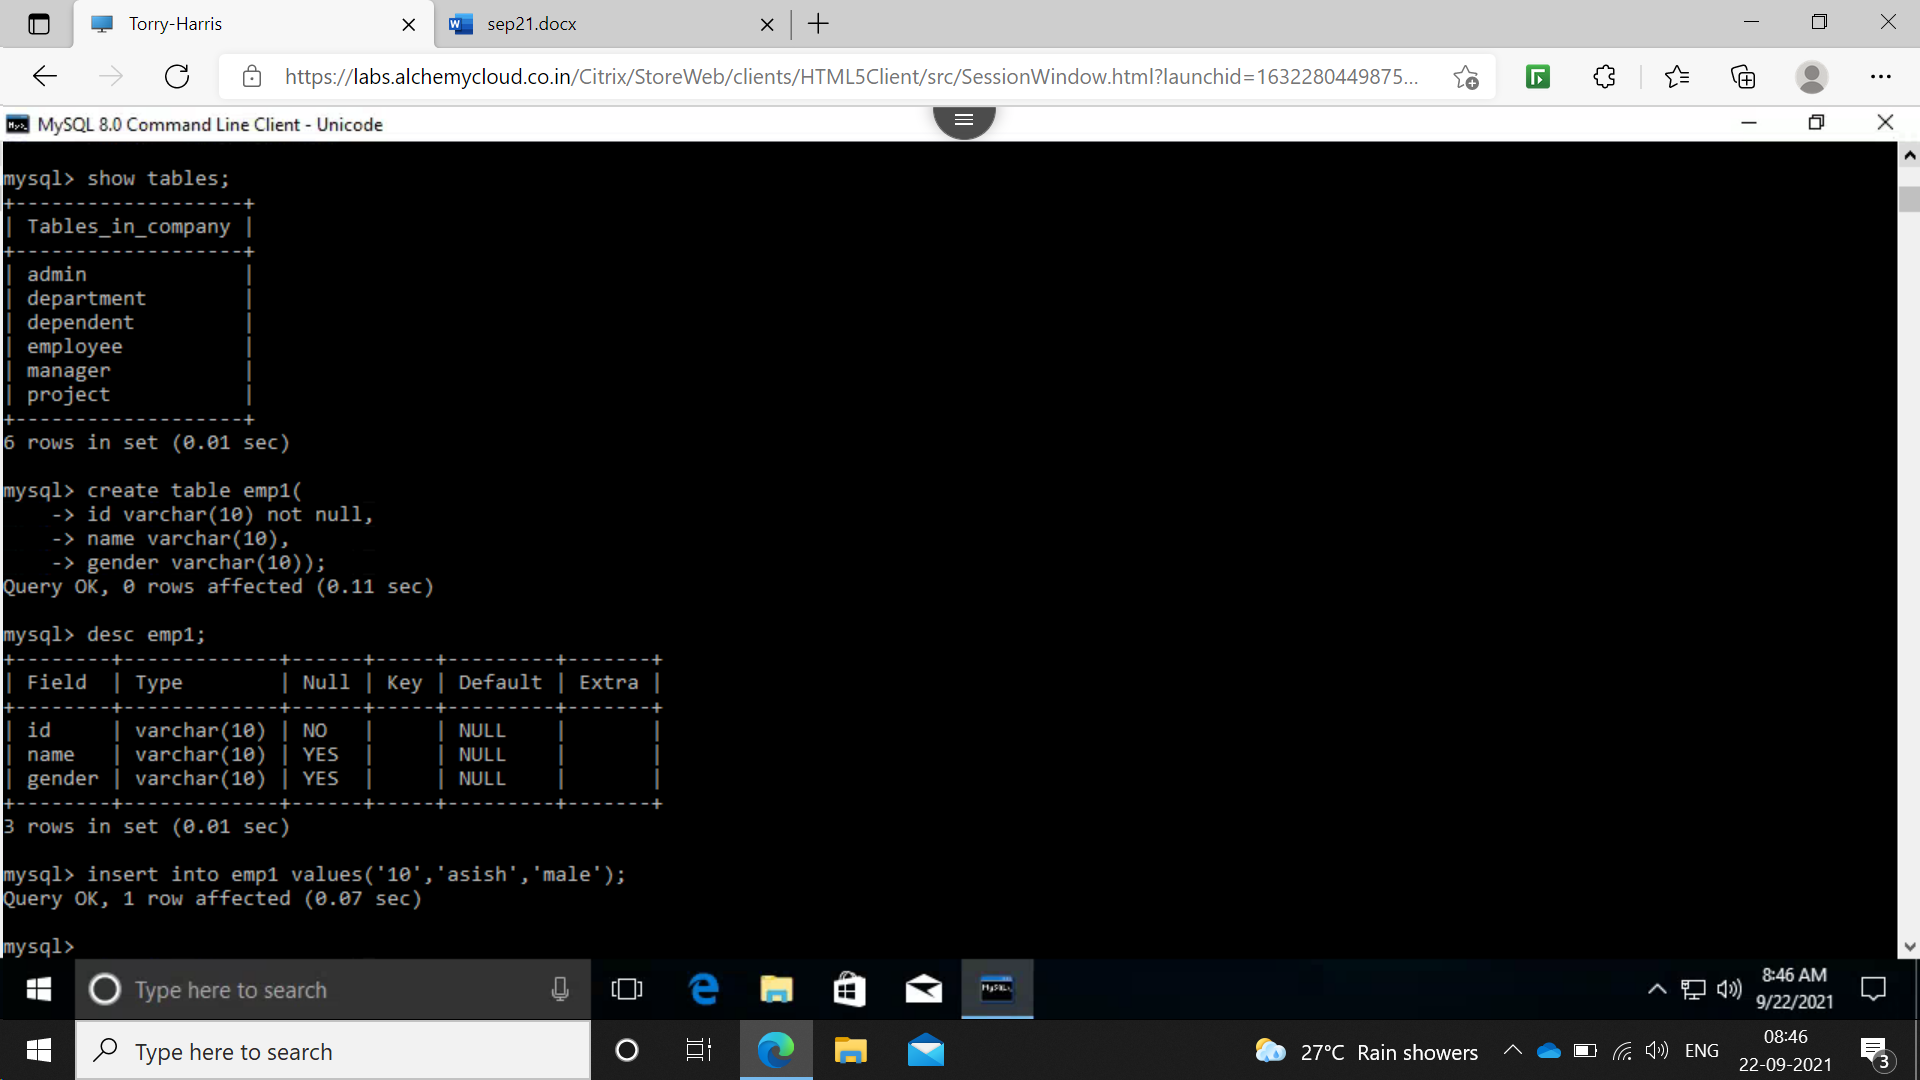 Torry-Harris
sep21.docx
https://labs.alchemycloud.co.in/Citrix/StoreWeb/clients/HTML5Client/src/SessionWindow.html?launchid=1632280449875...
MySQL 8.0 Command Line Client - Unicode
mysql> show tables;
+-------------------+
| Tables_in_company |
+-------------------+
| admin             |
| department        |
| dependent         |
| employee          |
| manager           |
| project           |
+-------------------+
6 rows in set (0.01 sec)
mysql> create table emp1(
    -> id varchar(10) not null,
    -> name varchar(10),
    -> gender varchar(10));
Query OK, 0 rows affected (0.11 sec)
mysql> desc emp1;
+--------+-------------+------+-----+---------+-------+
| Field  | Type        | Null | Key | Default | Extra |
+--------+-------------+------+-----+---------+-------+
| id     | varchar(10) | NO   |     | NULL    |       |
| name   | varchar(10) | YES  |     | NULL    |       |
| gender | varchar(10) | YES  |     | NULL    |       |
+--------+-------------+------+-----+---------+-------+
3 rows in set (0.01 sec)
mysql> insert into emp1 values('10','asish','male');
Query OK, 1 row affected (0.07 sec)
mysql>
Type here to search
8:46 AM
9/22/2021
Type here to search
27°C Rain showers
ENG
08:46
22-09-2021
3